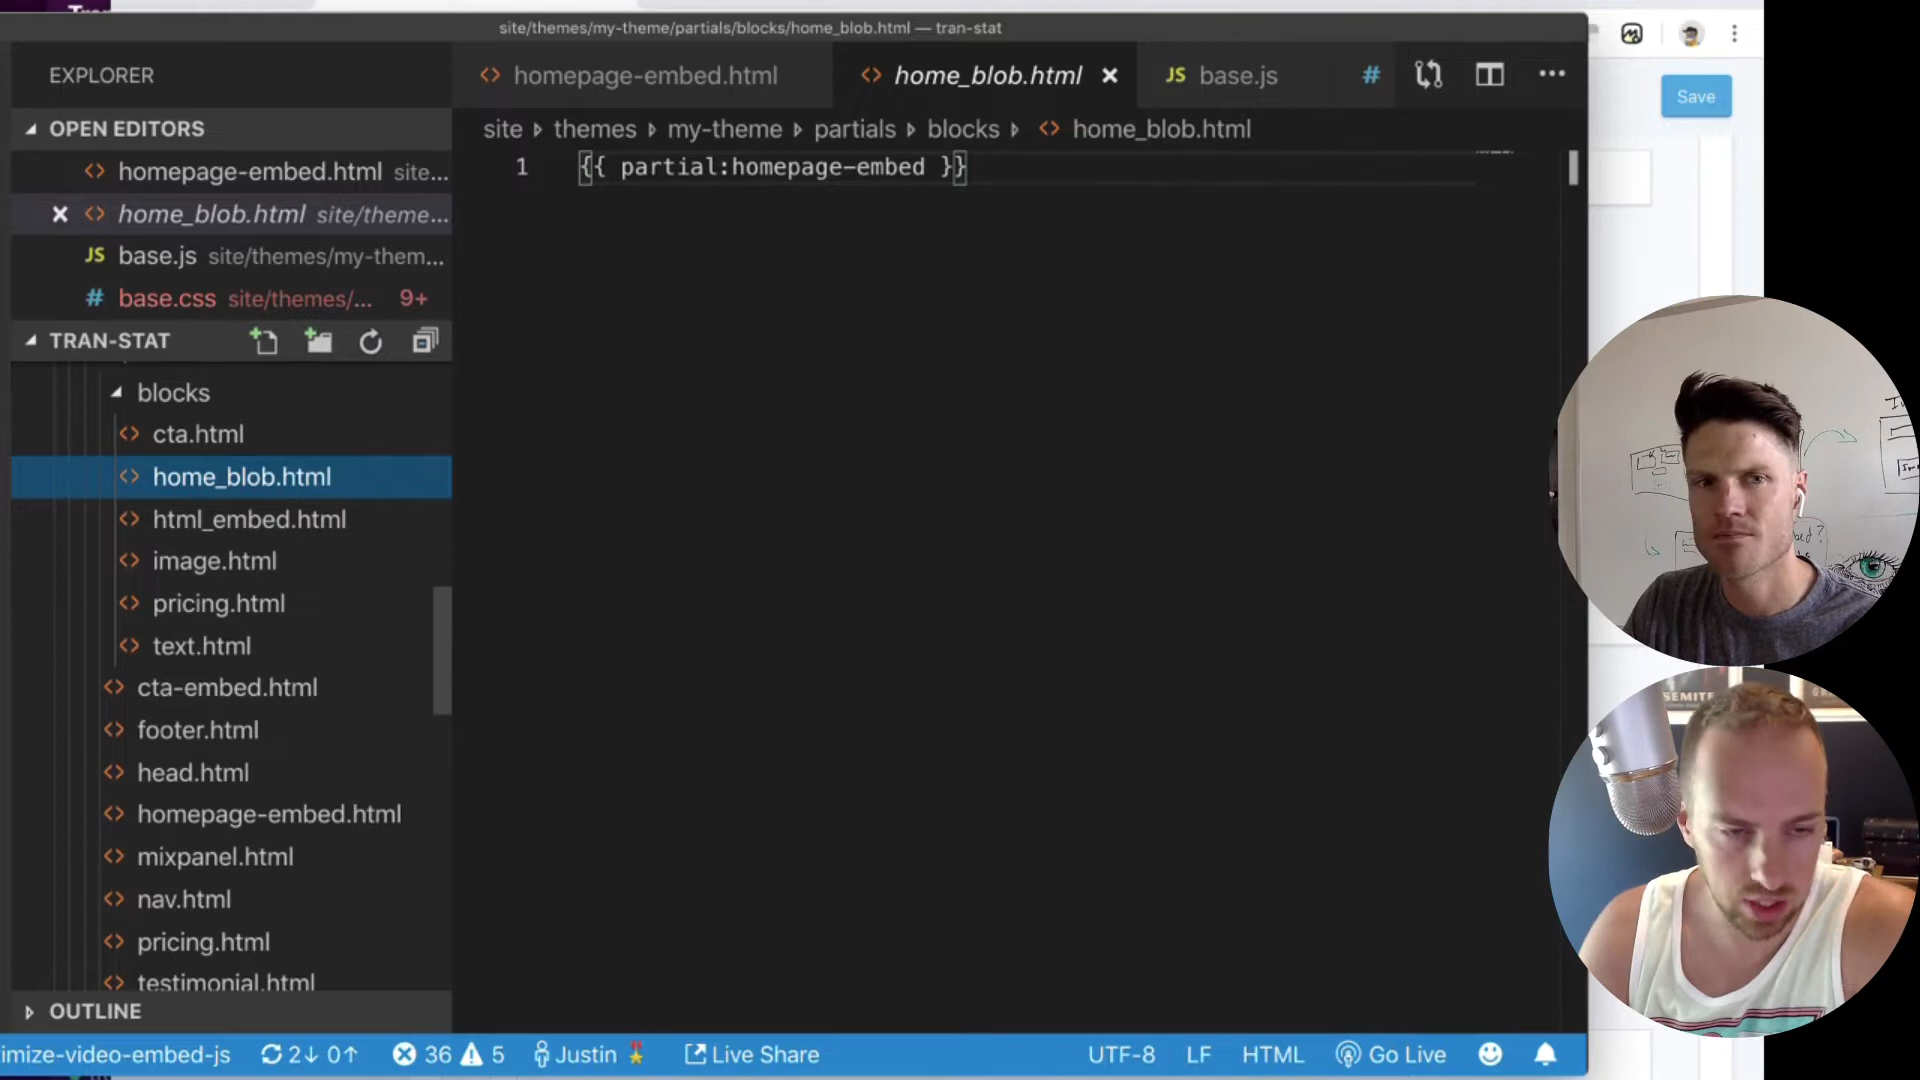 site/themes/my-theme/partials/blocks/home_blob.html — tran-stat
EXPLORER
homepage-embed.html
home_blob.html
JS base.js
#
Save
OPEN EDITORS
site themes my-theme partials blocks home_blob.html
homepage-embed.html site...
1 {{ partial:homepage-embed }}
home_blob.html site/theme...
JS base.js site/themes/my-them...
# base.css site/themes/... 9+
TRAN-STAT
blocks
cta.html
home_blob.html
html_embed.html
image.html
pricing.html
text.html
cta-embed.html
footer.html
head.html
homepage-embed.html
mixpanel.html
nav.html
pricing.html
testimonial.html
OUTLINE
SEMITE
imize-video-embed-js 2↓ 0↑ 36 5 Justin Live Share UTF-8 LF HTML Go Live